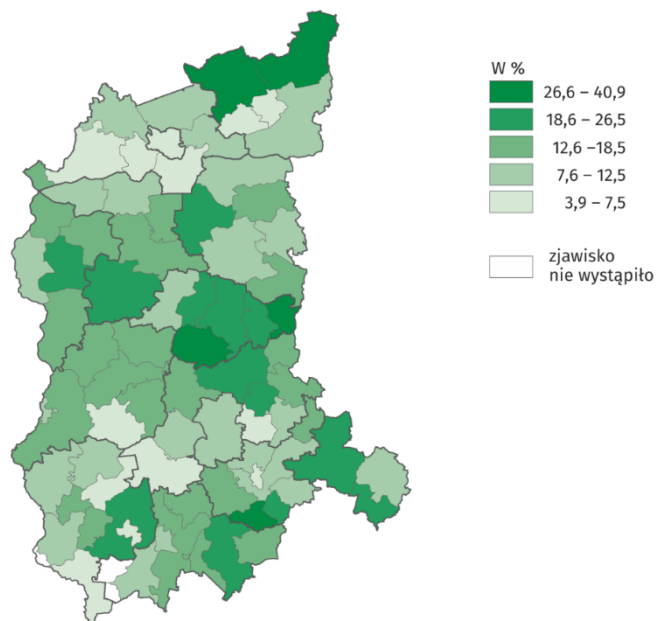 W %
26,6 – 40,9
18,6 – 26,5
12,6 –18,5
7,6 – 12,5
3,9 – 7,5
zjawisko
nie wystąpiło